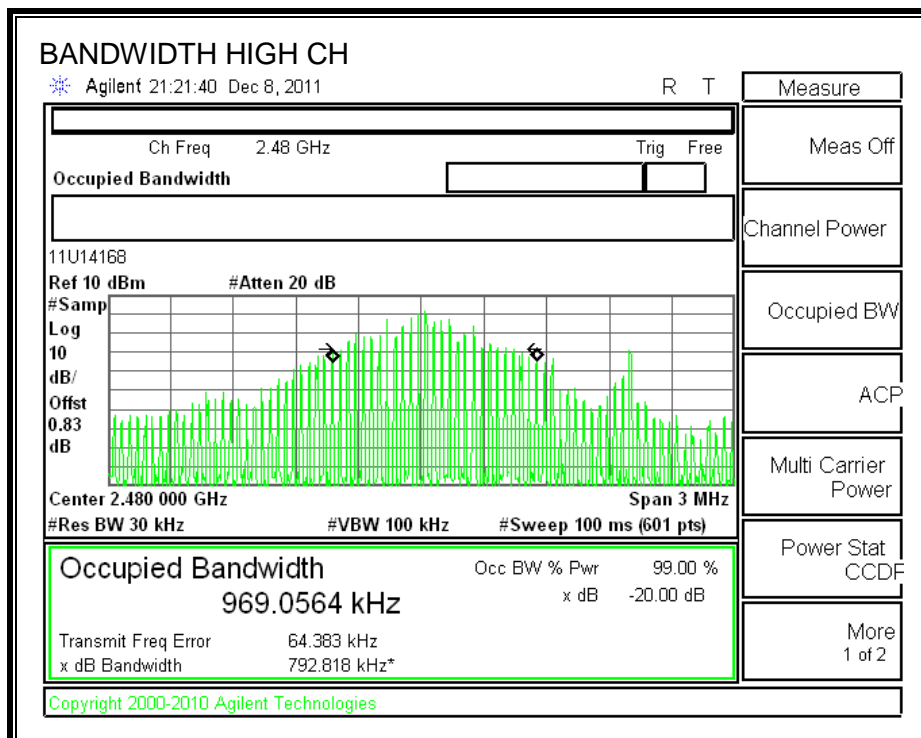 BANDWIDTH HIGH CH
Agilent 21:21:40 Dec 8, 2011 R T
Measure
Ch Freq 2.48 GHz Trig Free
Meas Off
Occupied Bandwidth
Channel Power
11U14168
Ref 10 dBm #Atten 20 dB
#Samp
Log
10
dB/
Offst
0.83
dB
Occupied BW
ACP
Multi Carrier
Power
Center 2.480 000 GHz Span 3 MHz
#Res BW 30 kHz #VBW 100 kHz #Sweep 100 ms (601 pts)
Power Stat
CCDF
Occupied Bandwidth Occ BW % Pwr 99.00 %
969.0564 kHz x dB -20.00 dB
Transmit Freq Error 64.383 kHz
x dB Bandwidth 792.818 kHz*
More
1 of 2
Copyright 2000-2010 Agilent Technologies